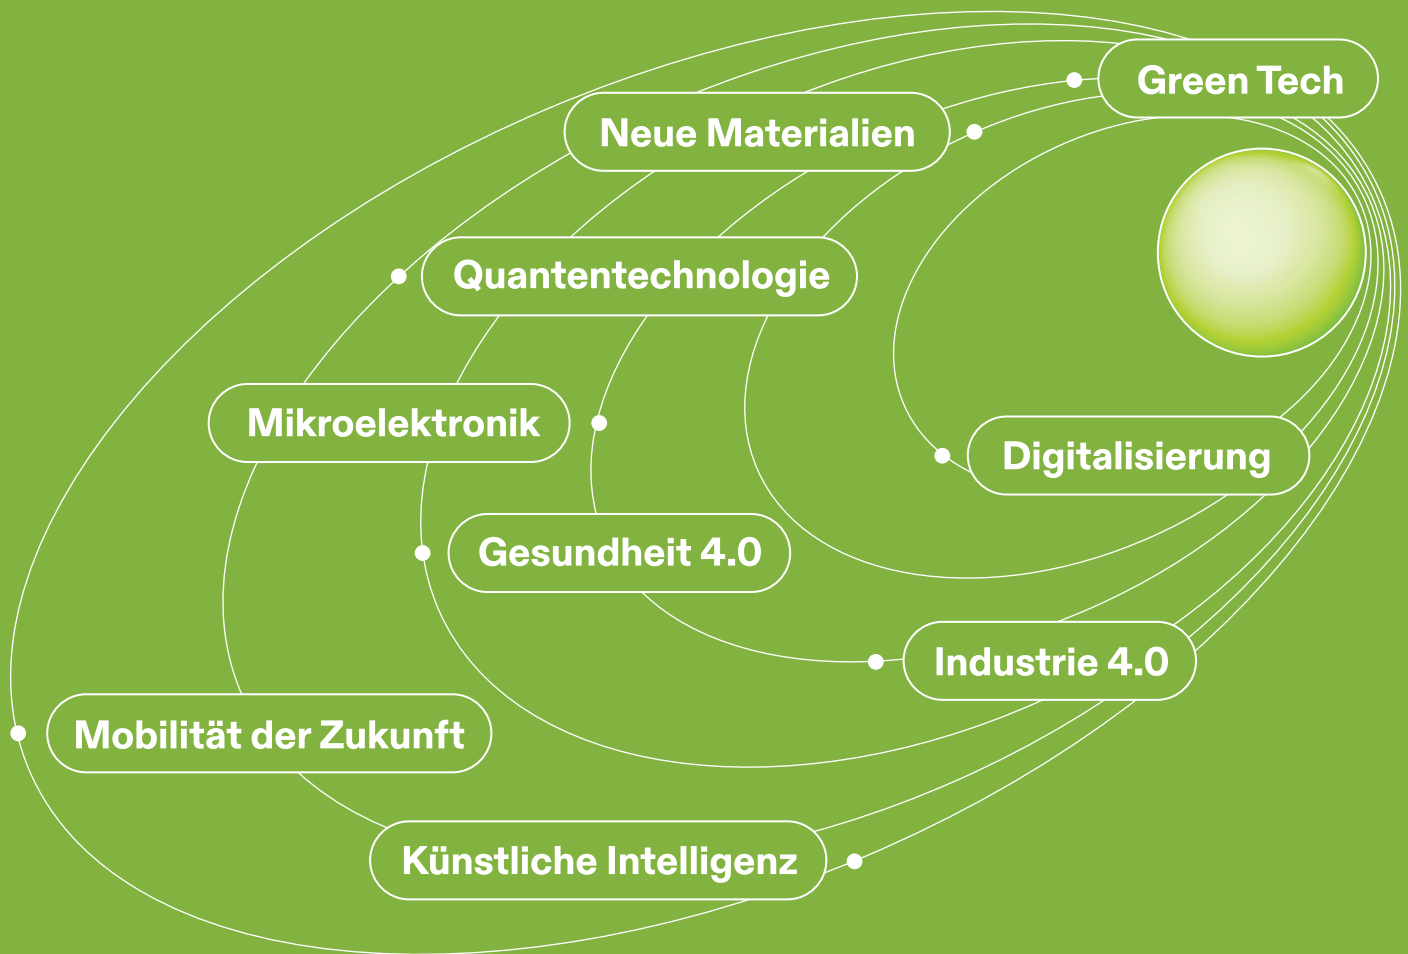 Green Tech
Neue Materialien
Quantentechnologie
Mikroelektronik
Digitalisierung
Gesundheit 4.0
Industrie 4.0
Mobilität der Zukunft
Künstliche Intelligenz